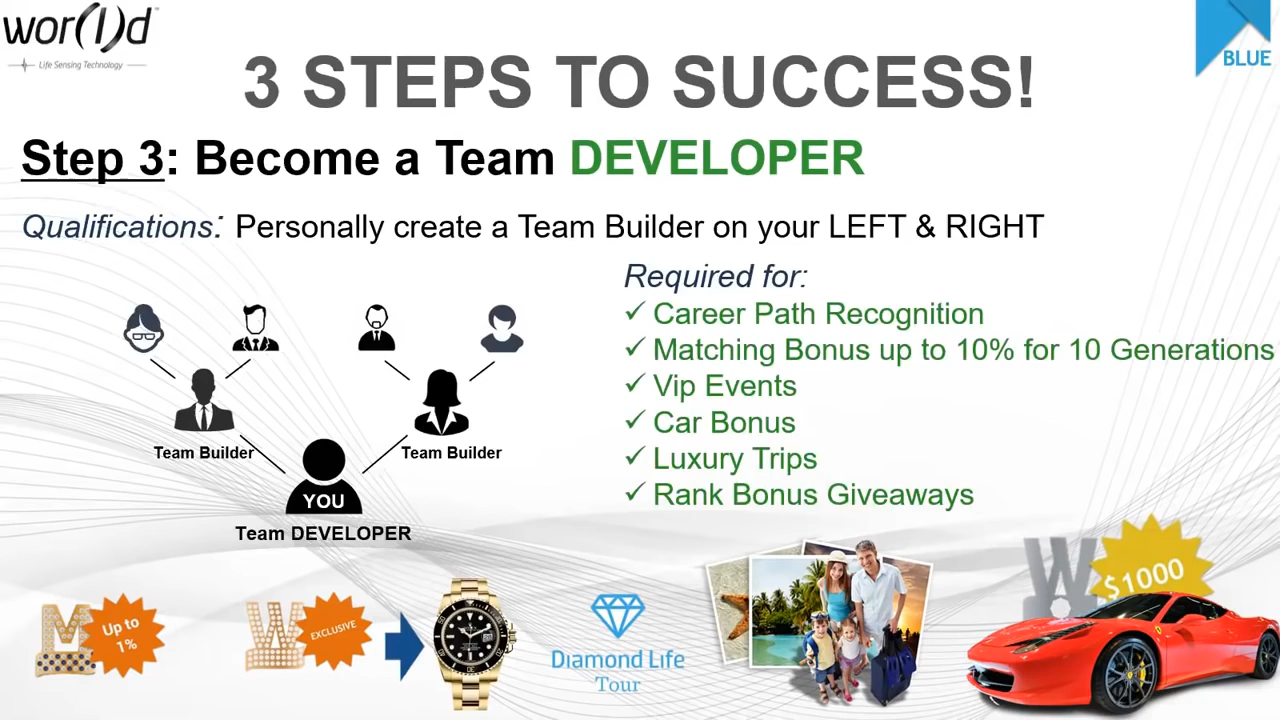 wor(l)d
Life Sensing Technology
BLUE
3 STEPS TO SUCCESS!
Step 3: Become a Team DEVELOPER
Qualifications: Personally create a Team Builder on your LEFT & RIGHT
Required for:
✓ Career Path Recognition
✓ Matching Bonus up to 10% for 10 Generations
✓ Vip Events
✓ Car Bonus
✓ Luxury Trips
✓ Rank Bonus Giveaways
Team Builder
Team Builder
YOU
Team DEVELOPER
M
Up to
1%
W
EXCLUSIVE
Diamond Life
Tour
W
$1000